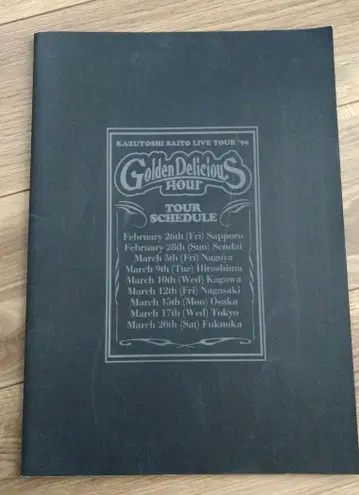 KAZUYOSHI SAITO LIVE TOUR '99
Golden Delicious
Hour
TOUR
SCHEDULE
February 26th (Fri) Sapporo
February 28th (Sun) Sendai
March 5th (Fri) Nagoya
March 9th (Tue) Hiroshima
March 10th (Wed) Kagawa
March 12th (Fri) Nagasaki
March 15th (Mon) Osaka
March 17th (Wed) Tokyo
March 20th (Sat) Fukuoka